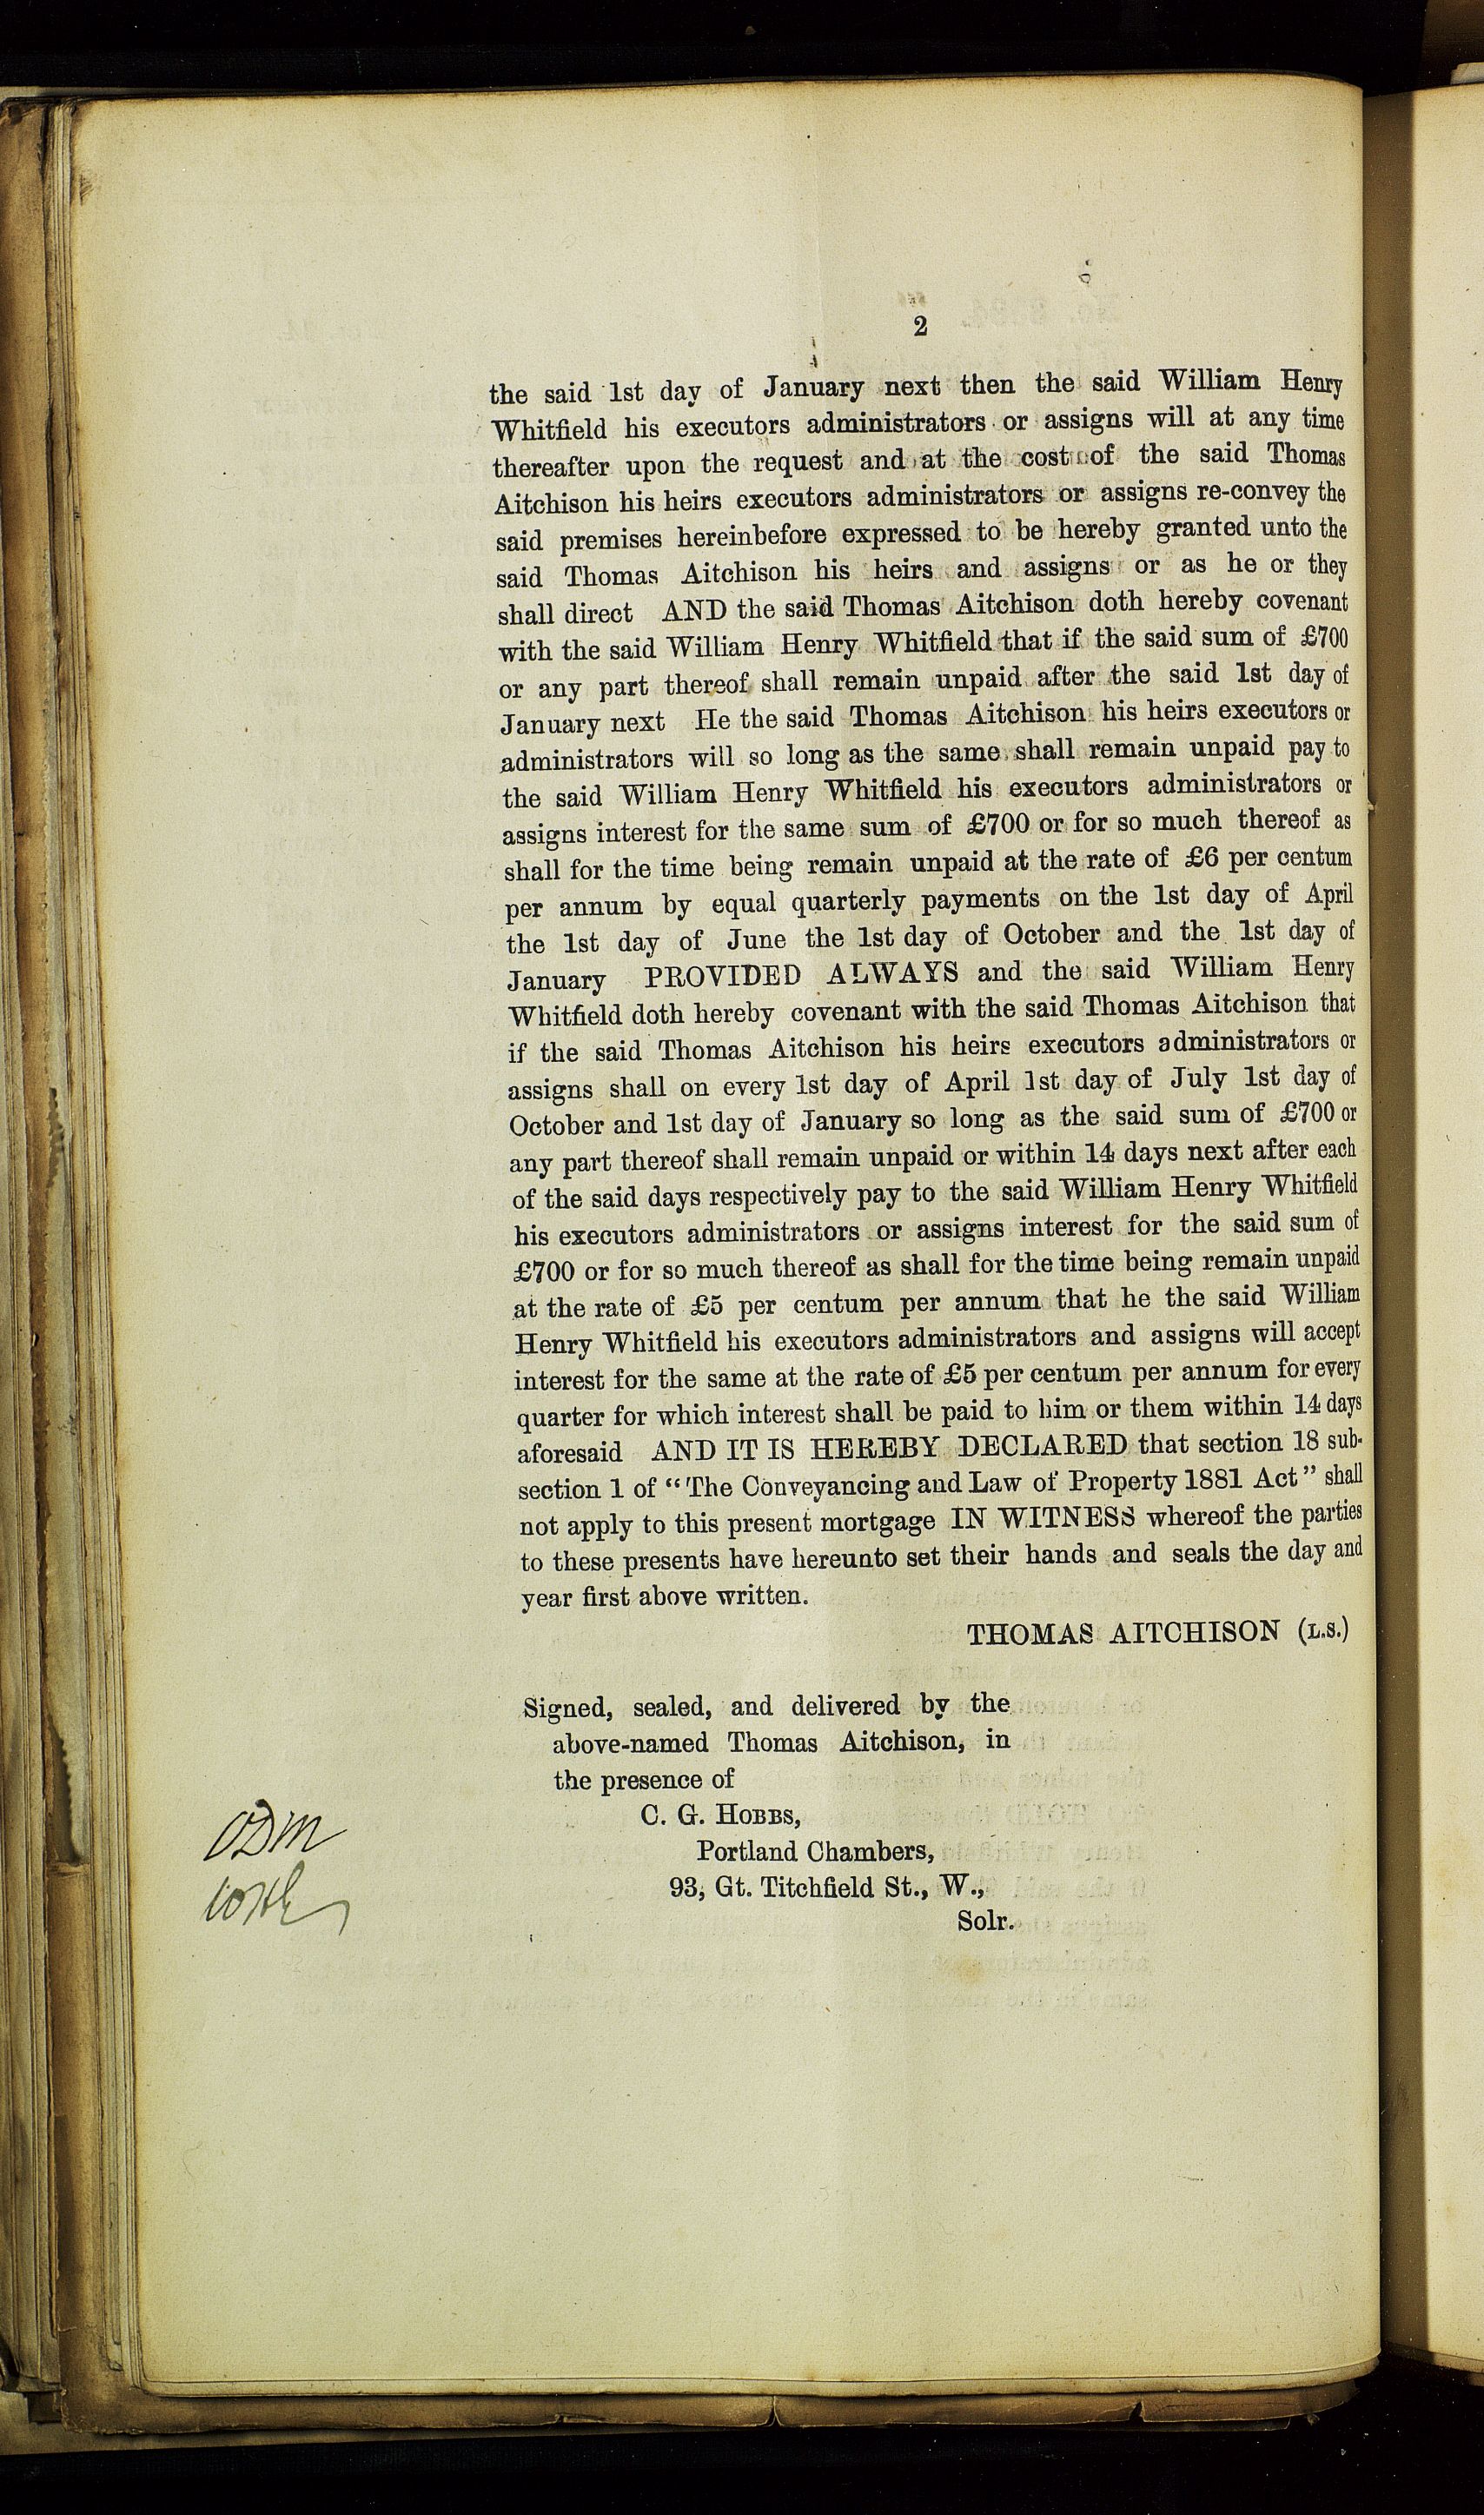 2
the said 1st day of January next then the said William Henry
Whitfield his executors administrators or assigns will at any time
thereafter upon the request and at the cost of the said Thomas
Aitchison his heirs executors administrators or assigns re-convey the
said premises hereinbefore expressed to be hereby granted unto the
said Thomas Aitchison his heirs and assigns or as he or they
shall direct AND the said Thomas Aitchison doth hereby covenant
with the said William Henry Whitfield that if the said sum of £700
or any part thereof shall remain unpaid after the said 1st day of
January next He the said Thomas Aitchison his heirs executors or
administrators will so long as the same shall remain unpaid pay to
the said William Henry Whitfield his executors administrators or
assigns interest for the same sum of £700 or for so much thereof as
shall for the time being remain unpaid at the rate of £6 per centum
per annum by equal quarterly payments on the 1st day of April
the 1st day of June the 1st day of October and the 1st day of
January PROVIDED ALWAYS and the said William Henry
Whitfield doth hereby covenant with the said Thomas Aitchison that
if the said Thomas Aitchison his heirs executors administrators or
assigns shall on every 1st day of April 1st day of July 1st day of
October and 1st day of January so long as the said sum of £700 or
any part thereof shall remain unpaid or within 14 days next after each
of the said days respectively pay to the said William Henry Whitfield
his executors administrators or assigns interest for the said sum of
£700 or for so much thereof as shall for the time being remain unpaid
at the rate of £5 per centum per annum that he the said William
Henry Whitfield his executors administrators and assigns will accept
interest for the same at the rate of £5 per centum per annum for every
quarter for which interest shall be paid to him or them within 14 days
aforesaid AND IT IS HEREBY DECLARED that section 18 sub-
section 1 of “The Conveyancing and Law of Property 1881 Act” shall
not apply to this present mortgage IN WITNESS whereof the parties
to these presents have hereunto set their hands and seals the day and
year first above written.
THOMAS AITCHISON (L.S.)
Signed, sealed, and delivered by the
above-named Thomas Aitchison, in
the presence of
C. G. HOBBS,
Portland Chambers,
93, Gt. Titchfield St., W.,
Solr.